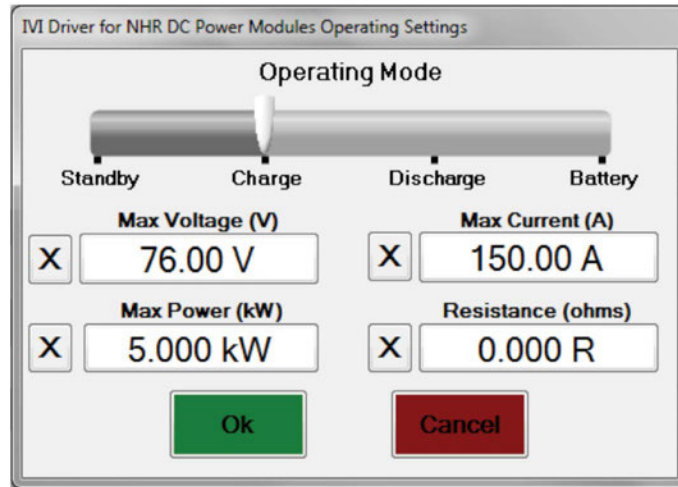 IVI Driver for NHR DC Power Modules Operating Settings
Operating Mode
Standby Charge Discharge Battery
Max Voltage (V) Max Current (A)
X 76.00 V X 150.00 A
Max Power (kW) Resistance (ohms)
X 5.000 kW X 0.000 R
Ok Cancel